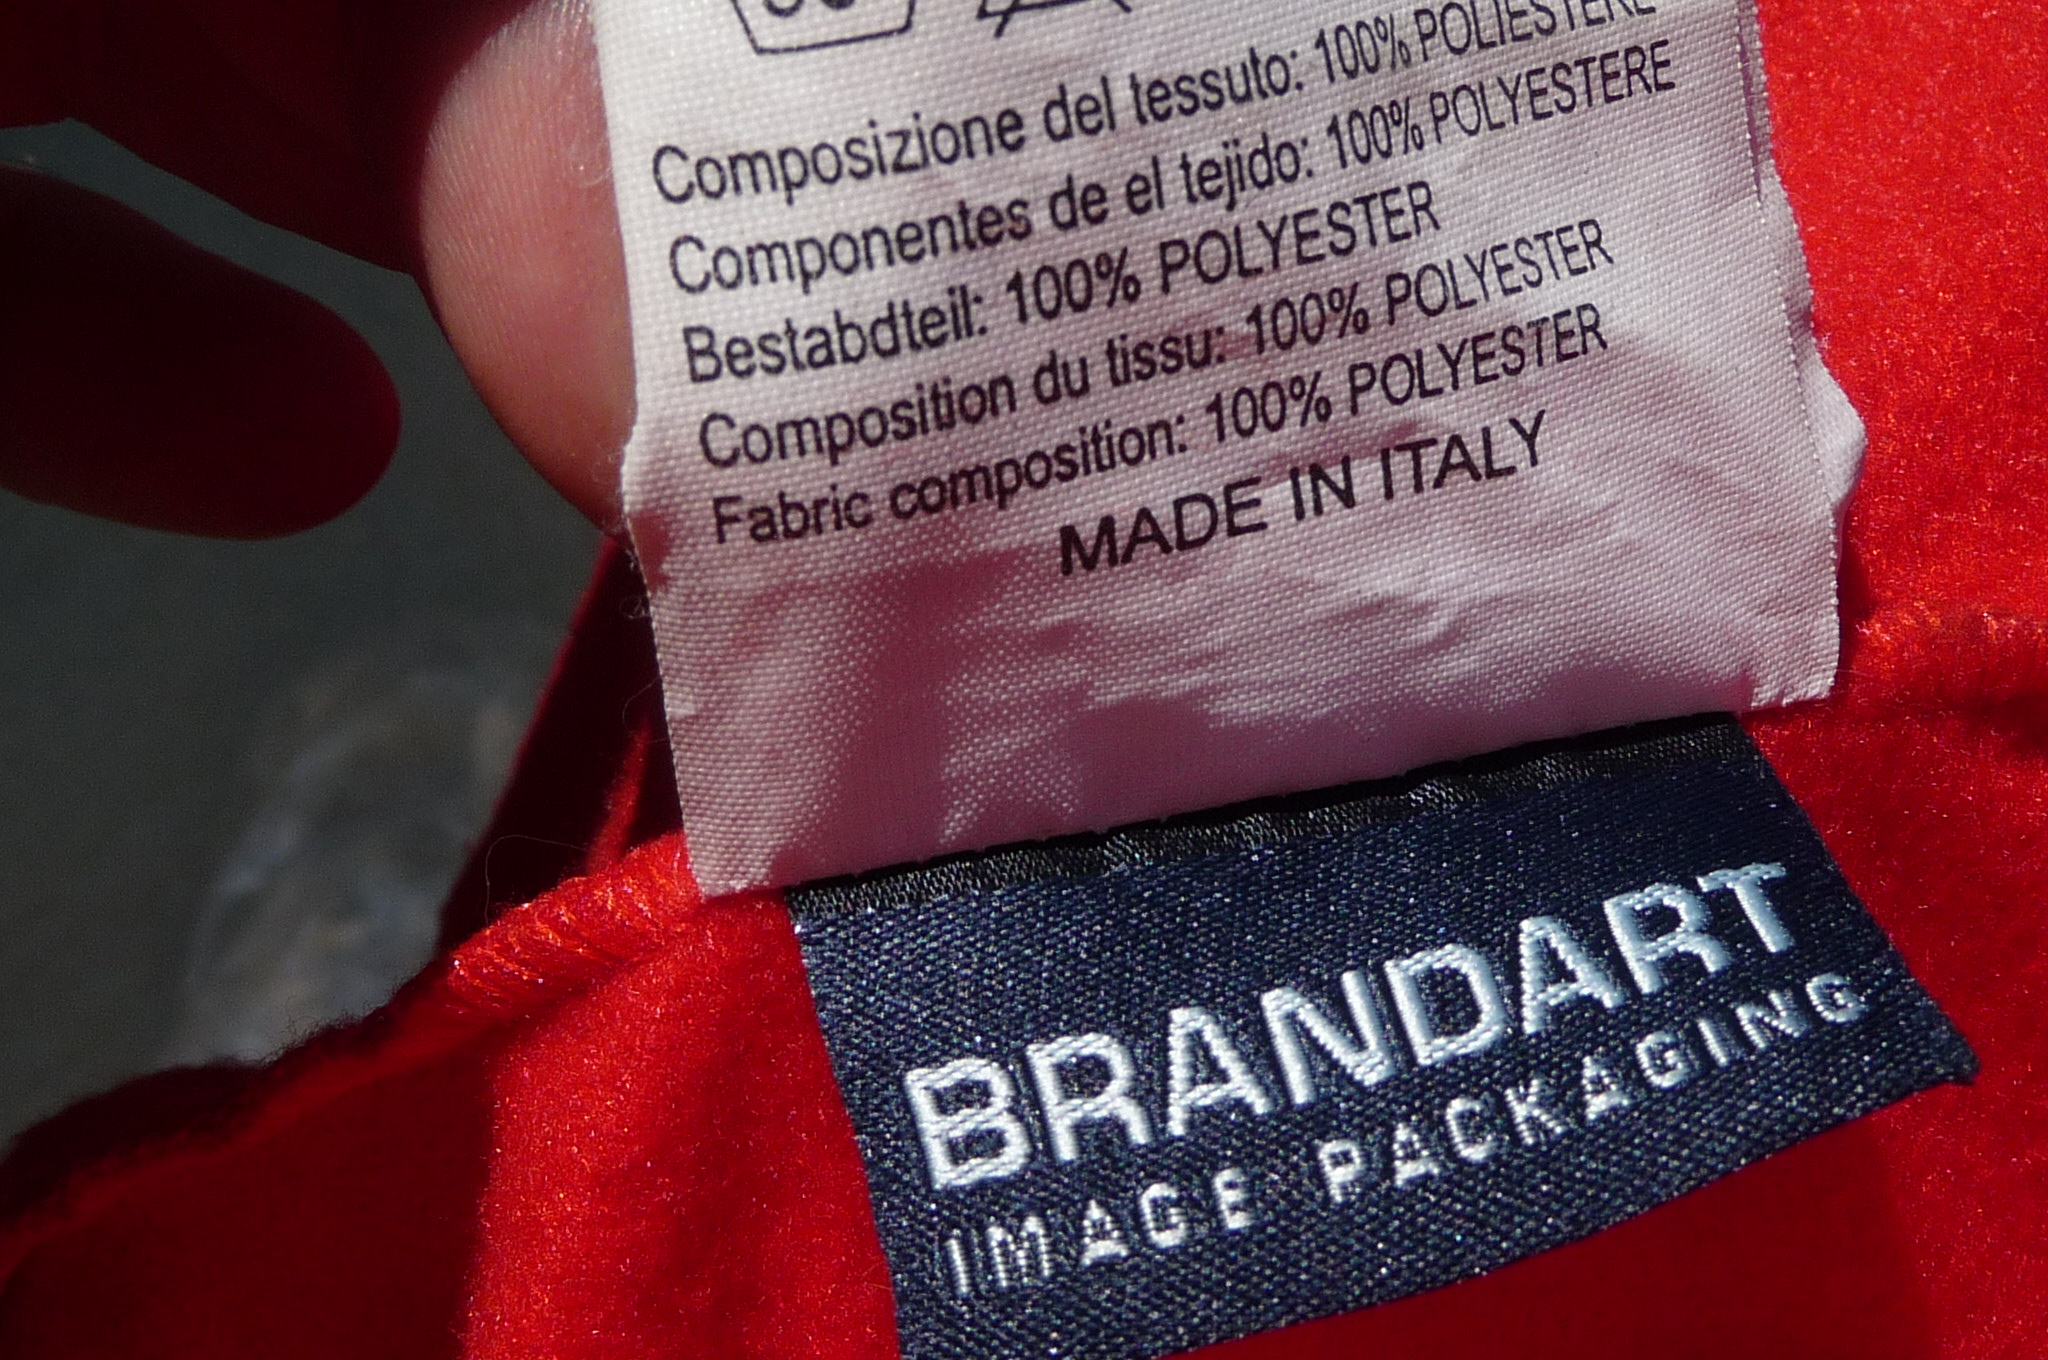 Composizione del tessuto: 100% POLIESTERE
Componentes de el tejido: 100% POLYESTERE
Bestabdteil: 100% POLYESTER
Composition du tissu: 100% POLYESTER
Fabric composition: 100% POLYESTER
MADE IN ITALY
BRANDART
IMAGE PACKAGING